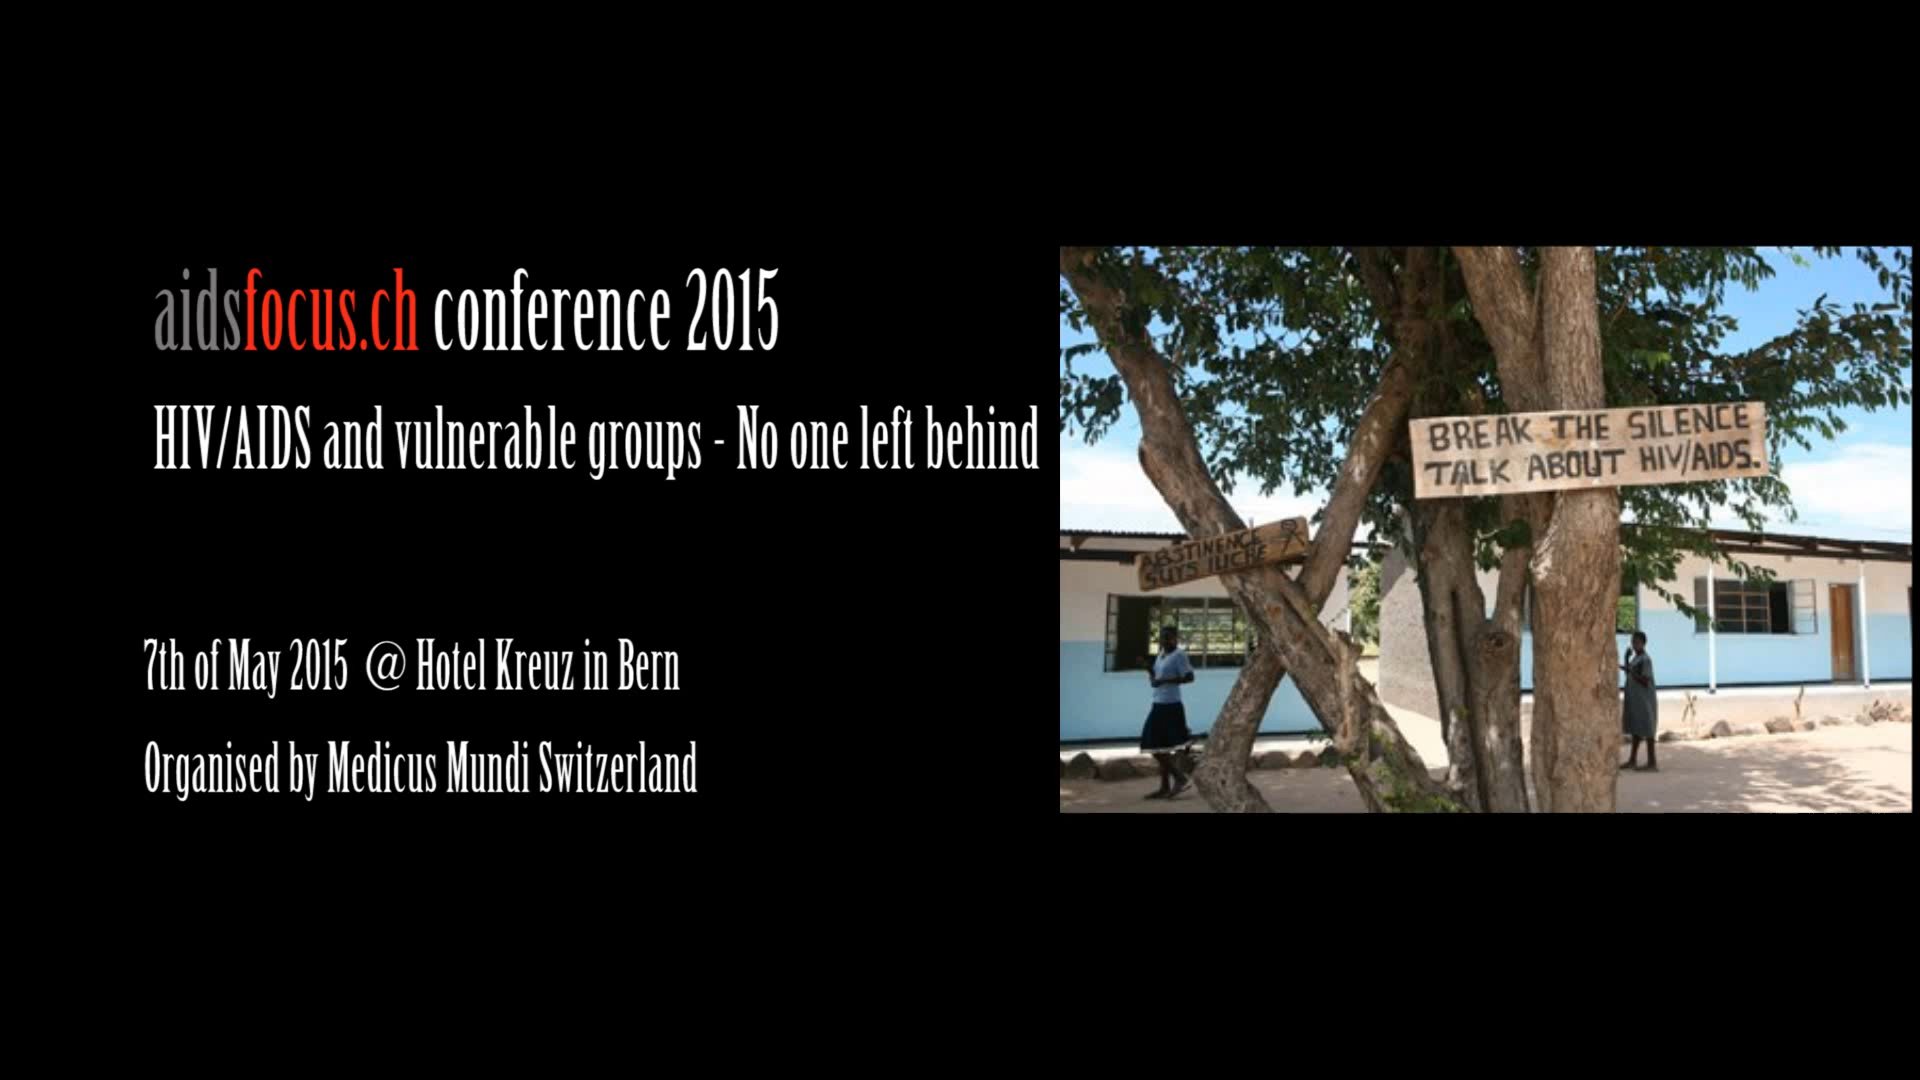 aidsfocus.ch conference 2015
HIV/AIDS and vulnerable groups - No one left behind
7th of May 2015 @ Hotel Kreuz in Bern
Organised by Medicus Mundi Switzerland
BREAK THE SILENCE
TALK ABOUT HIV/AIDS.
ABSTINENCE